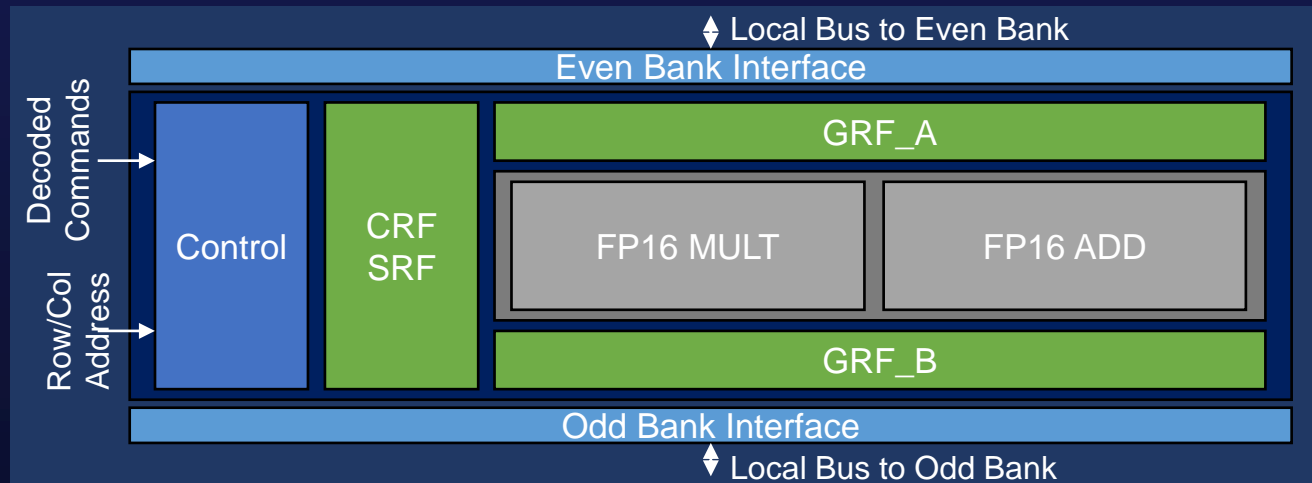 Local Bus to Even Bank
Even Bank Interface
Decoded
Commands
Row/Col
Address
Control
CRF
SRF
GRF_A
FP16 MULT
FP16 ADD
GRF_B
Odd Bank Interface
Local Bus to Odd Bank